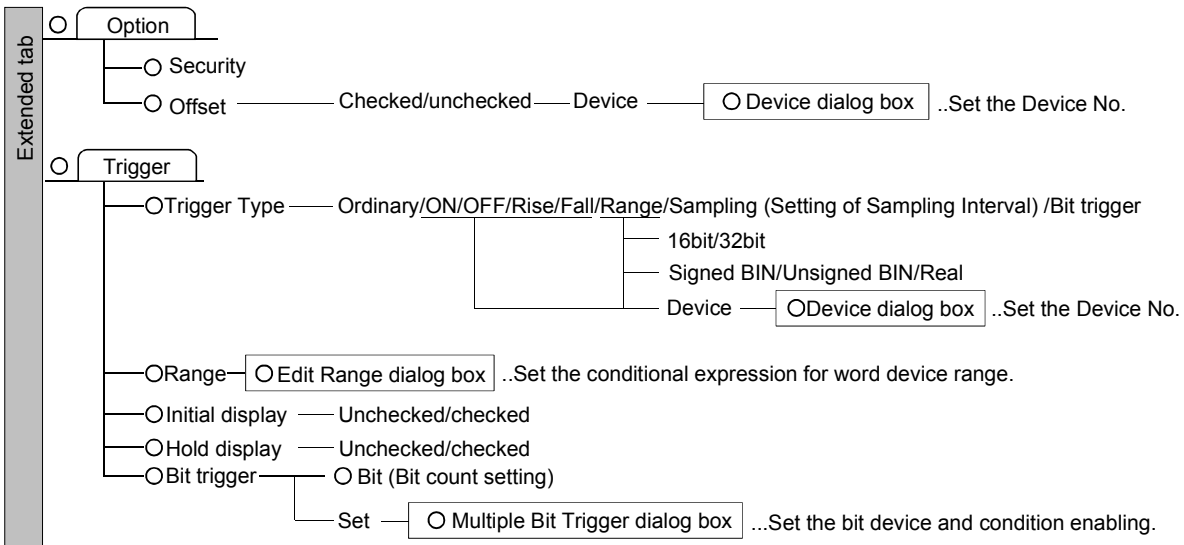 Extended tab
Option
Security
Offset Checked/unchecked Device Device dialog box ..Set the Device No.
Trigger
Trigger Type Ordinary/ON/OFF/Rise/Fall/Range/Sampling (Setting of Sampling Interval) /Bit trigger
16bit/32bit
Signed BIN/Unsigned BIN/Real
Device Device dialog box ..Set the Device No.
Range Edit Range dialog box ..Set the conditional expression for word device range.
Initial display Unchecked/checked
Hold display Unchecked/checked
Bit trigger Bit (Bit count setting)
Set Multiple Bit Trigger dialog box ...Set the bit device and condition enabling.